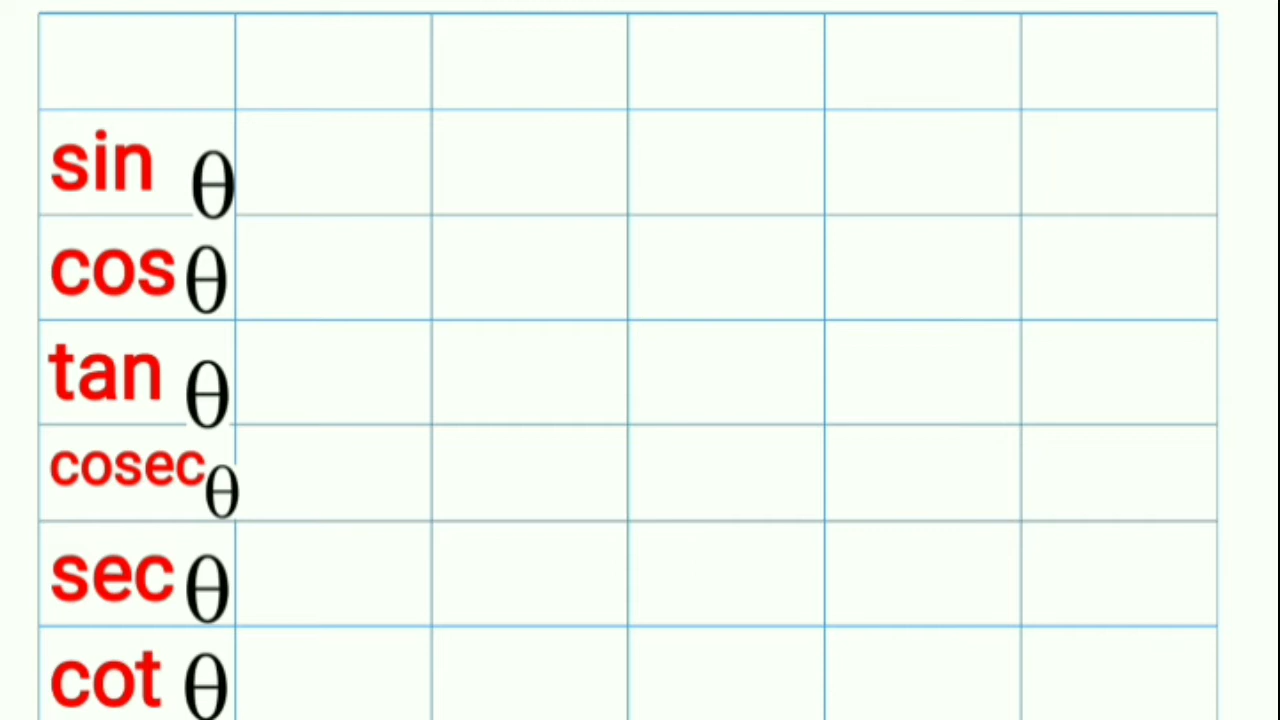 sin θ
cos θ
tan θ
cosec θ
sec θ
cot θ